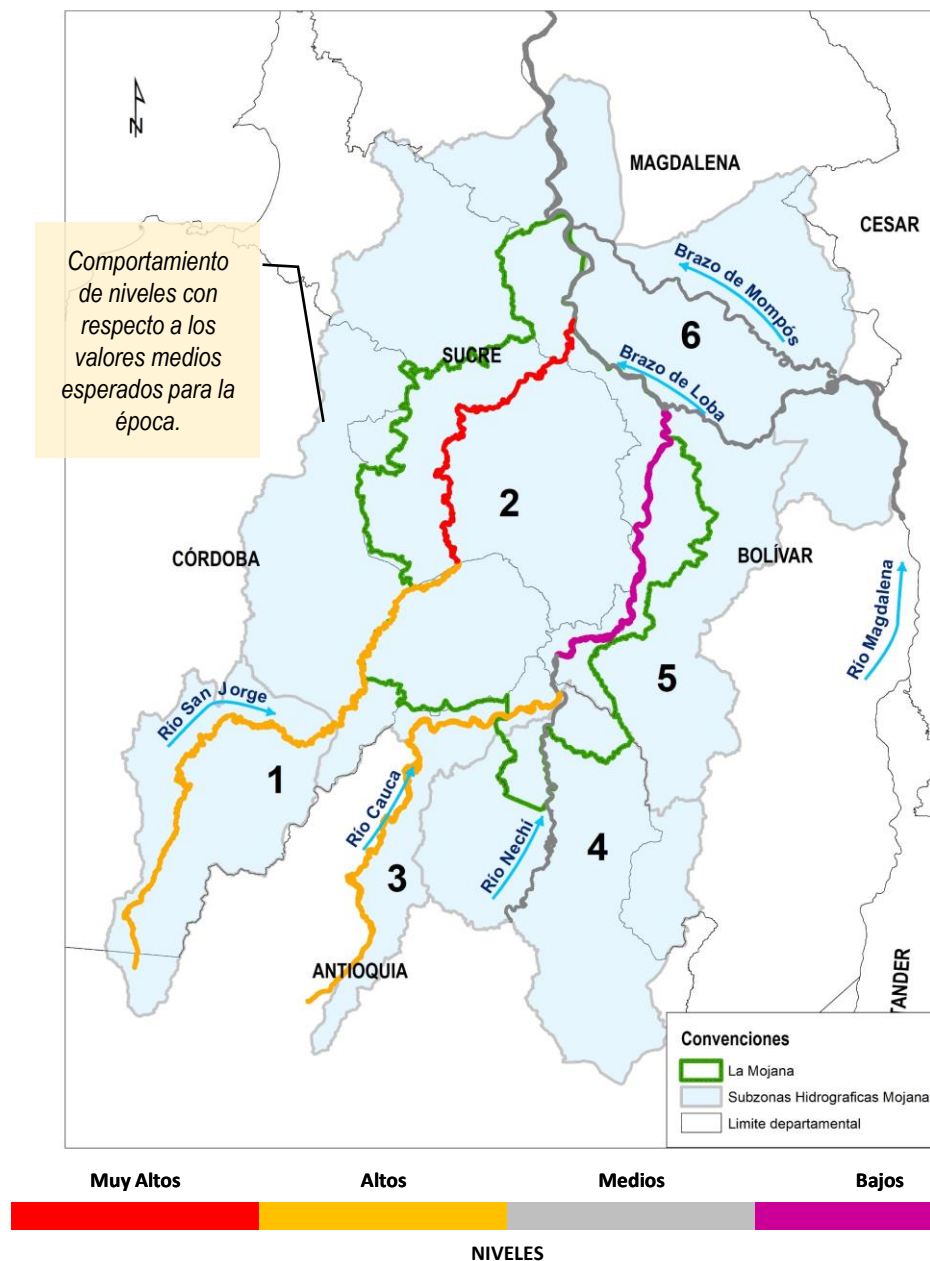 N
MAGDALENA
CESAR
Comportamiento
de niveles con
respecto a los
valores medios
esperados para la
época.
Brazo de Mompós
6
SUCRE
Brazo de Loba
2
CÓRDOBA
BOLÍVAR
Río Magdalena
5
Río San Jorge
1
Río Cauca
3
Río Nechi
4
ANTIOQUIA
TANDER
Convenciones
La Mojana
Subzonas Hidrograficas Mojana
Limite departamental
Muy Altos Altos Medios Bajos
NIVELES